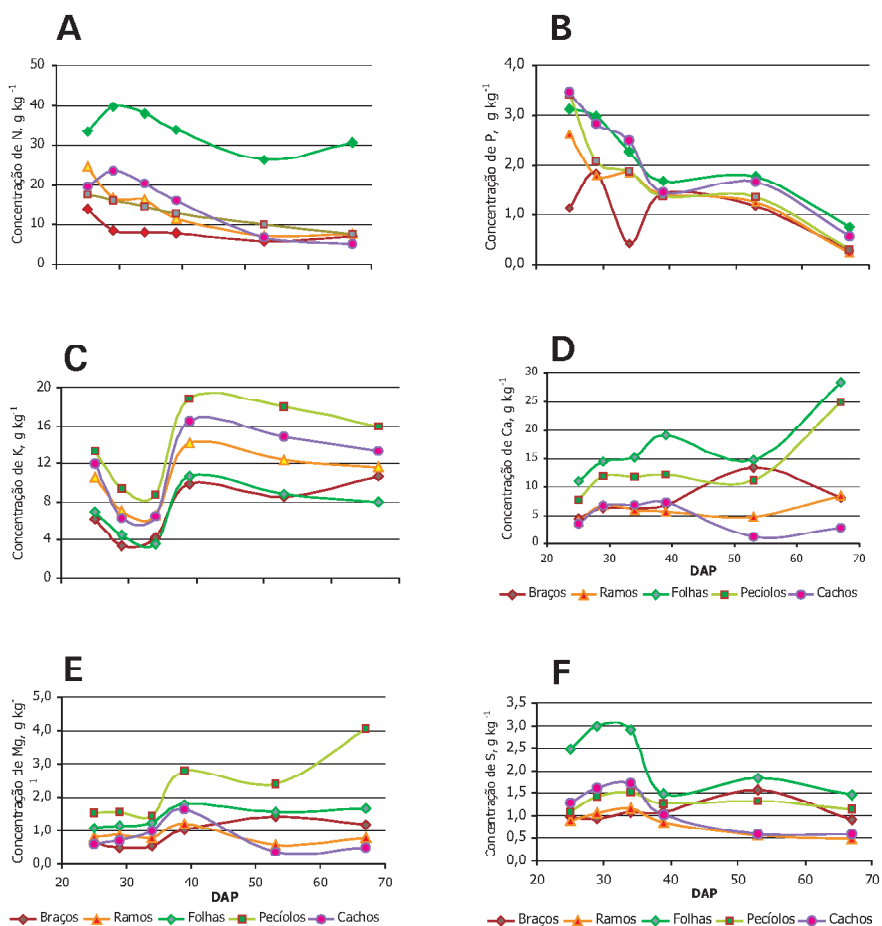 A
Concentração de N, g kg -1
50
40
30
20
10
0
B
Concentração de P, g kg -1
4,0
3,0
2,0
1,0
0,0
C
Concentração de K, g kg -1
20
16
12
8
4
0
D
Concentração de Ca, g kg -1
30
25
20
15
10
5
0
20 30 40 50 60 70
DAP
Braços Ramos Folhas Pecíolos Cachos
E
Concentração de Mg, g kg-
1
5,0
4,0
3,0
2,0
1,0
0,0
20 30 40 50 60 70
DAP
Braços Ramos Folhas Pecíolos Cachos
F
Concentração de S, g kg -1
3,5
3,0
2,5
2,0
1,5
1,0
0,5
0,0
20 30 40 50 60 70
DAP
Braços Ramos Folhas Pecíolos Cachos